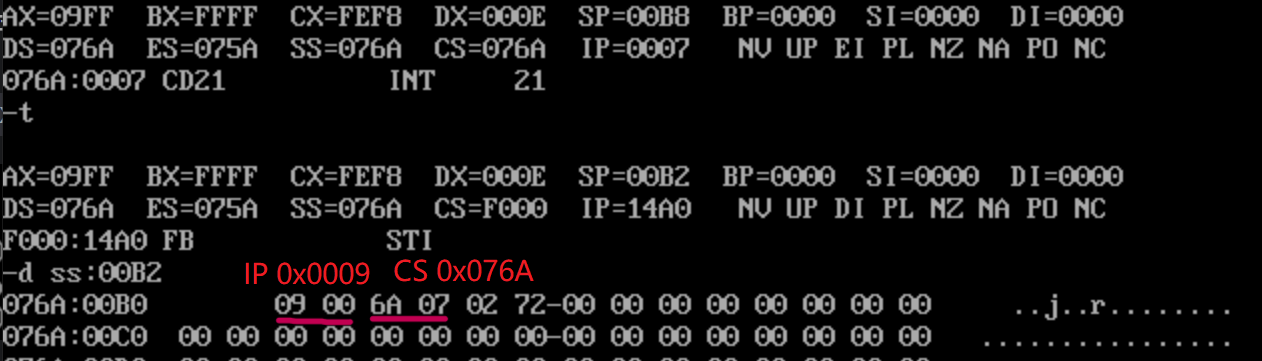 AX=09FF BX=FFFF CX=FEF8 DX=000E SP=00B8 BP=0000 SI=0000 DI=0000
DS=076A ES=075A SS=076A CS=076A IP=0007 NV UP EI PL NZ NA PO NC
076A:0007 CD21 INT 21
-t
AX=09FF BX=FFFF CX=FEF8 DX=000E SP=00B2 BP=0000 SI=0000 DI=0000
DS=076A ES=075A SS=076A CS=F000 IP=14A0 NV UP DI PL NZ NA PO NC
F000:14A0 FB STI
-d ss:00B2
IP 0x0009 CS 0x076A
076A:00B0 09 00 6A 07 02 72-00 00 00 00 00 00 00 00 ..j..r........
076A:00C0 00 00 00 00 00 00 00 00-00 00 00 00 00 00 00 00 ................